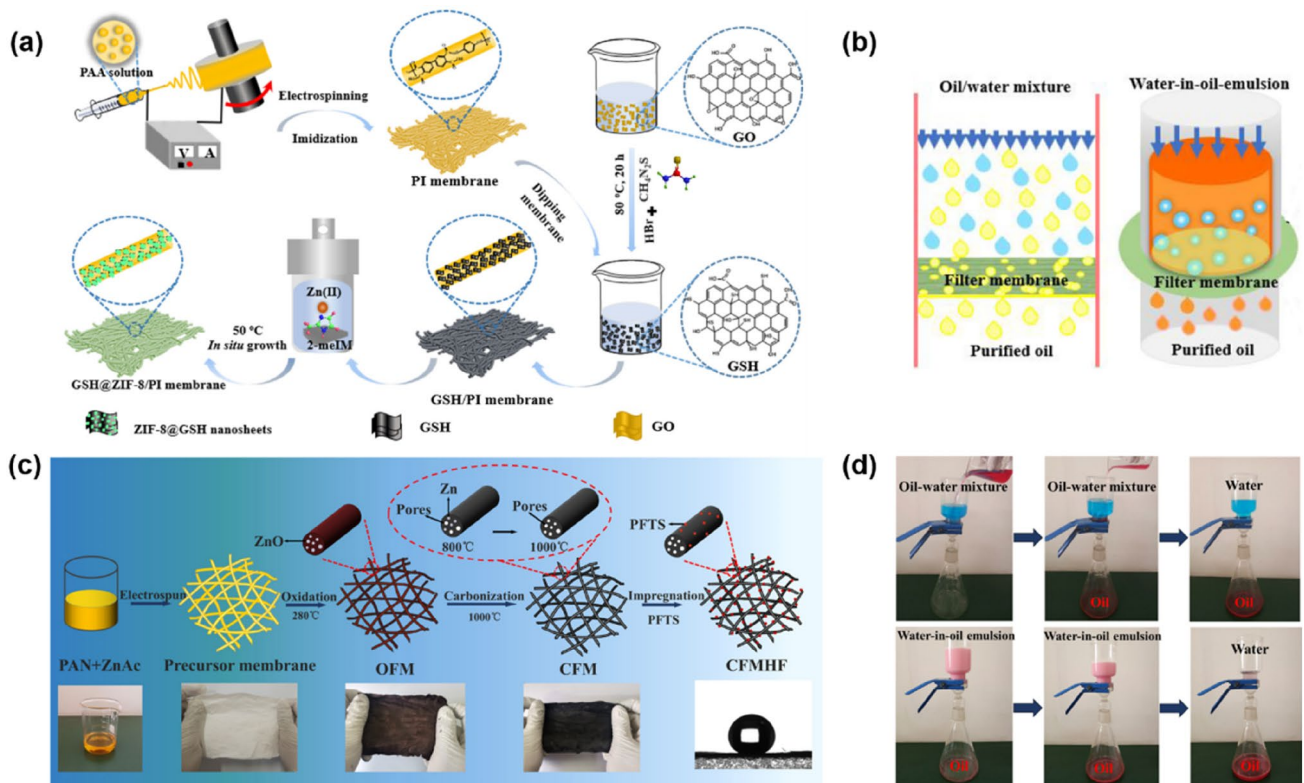 (a)
PAA solution
V A
Electrospinning
Imidization
PI membrane
GO
80 °C, 20 h
HBr + CH₄N₂S
Dipping
membrane
GSH
GSH/PI membrane
Zn(II)
2-meIM
50 °C
In situ growth
GSH@ZIF-8/PI membrane
ZIF-8@GSH nanosheets
GSH
GO
(b)
Oil/water mixture
Filter membrane
Purified oil
Water-in-oil-emulsion
Filter membrane
Purified oil
(c)
ZnO
Pores
Zn
800℃
Pores
1000℃
PFTS
Electrospun
Oxidation
280℃
Carbonization
1000℃
Impregnation
PFTS
PAN+ZnAc
Precursor membrane
OFM
CFM
CFMHF
(d)
Oil-water mixture
Oil-water mixture
Water
Oil
Oil
Water-in-oil emulsion
Water-in-oil emulsion
Water
Oil
Oil
Oil